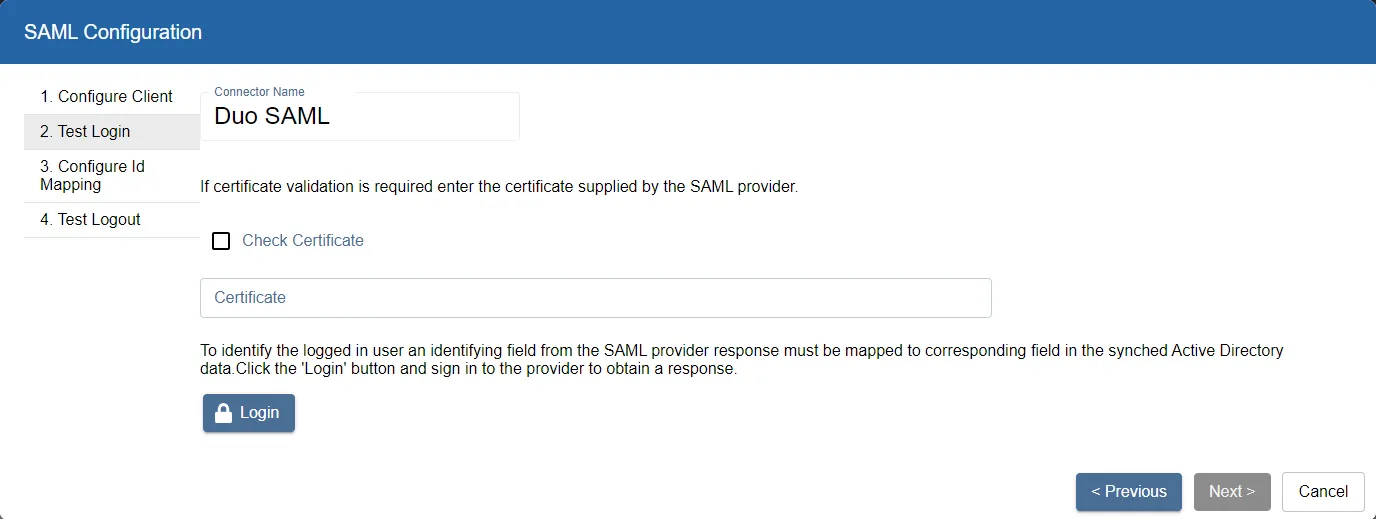 SAML Configuration
1. Configure Client
2. Test Login
3. Configure Id
Mapping
4. Test Logout
Connector Name
Duo SAML
If certificate validation is required enter the certificate supplied by the SAML provider.
Check Certificate
Certificate
To identify the logged in user an identifying field from the SAML provider response must be mapped to corresponding field in the synched Active Directory
data.Click the 'Login' button and sign in to the provider to obtain a response.
Login
< Previous
Next >
Cancel